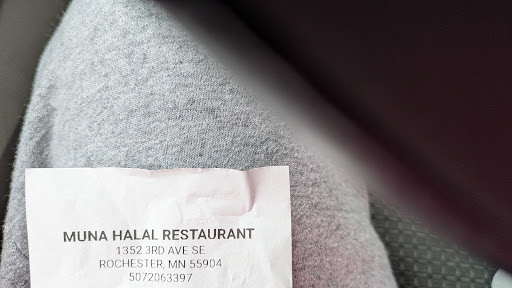 MUNA HALAL RESTAURANT
1352 3RD AVE SE
ROCHESTER, MN 55904
5072063397